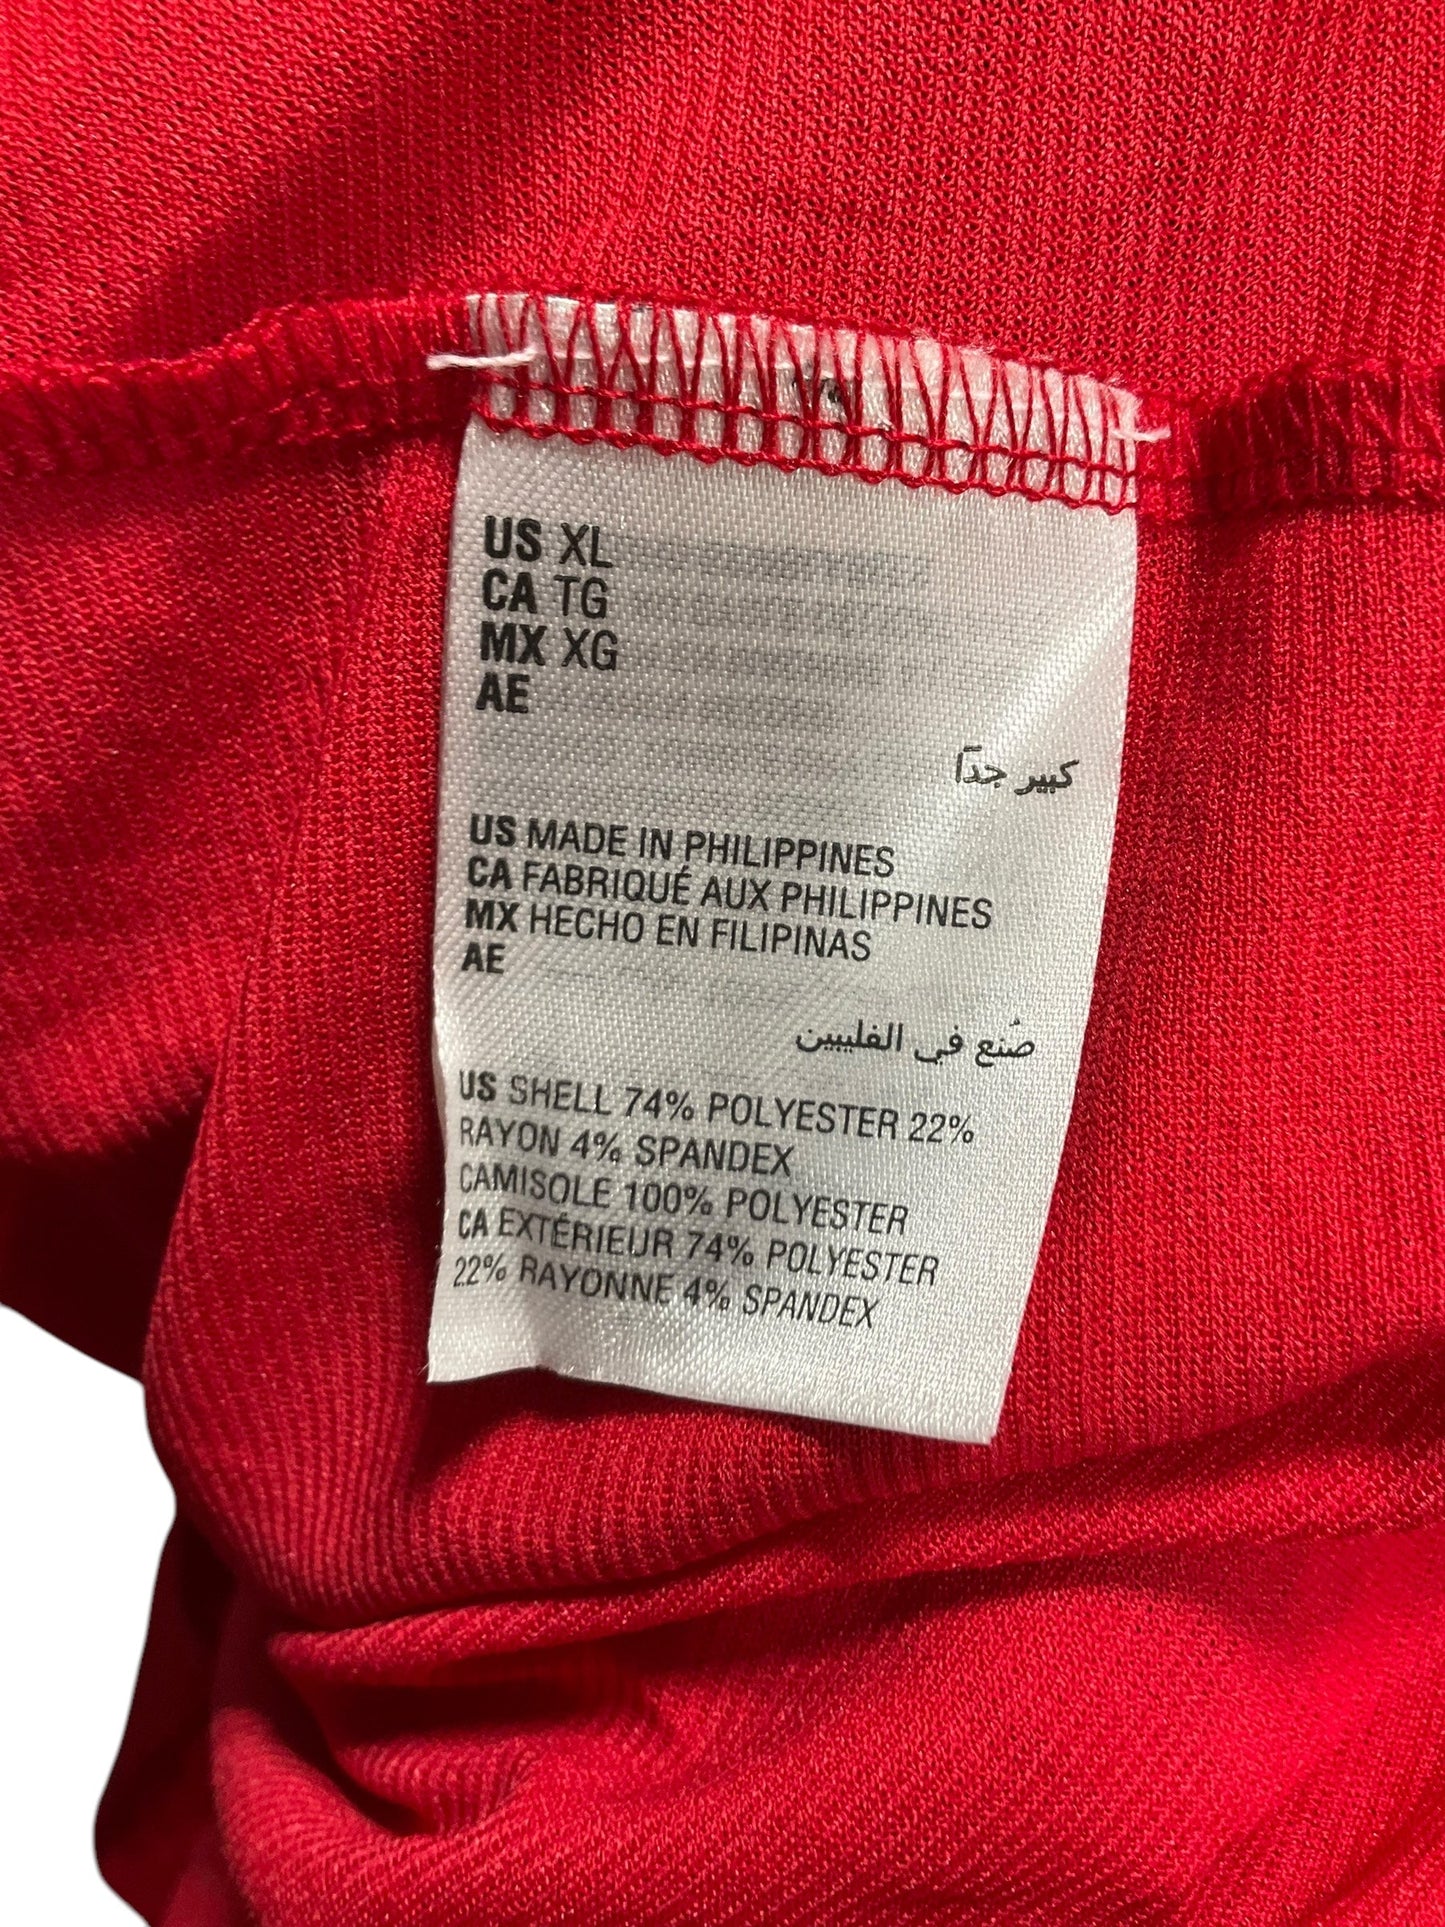 US XL
CA TG
MX XG
AE
كبير جداً
US MADE IN PHILIPPINES
CA FABRIQUÉ AUX PHILIPPINES
MX HECHO EN FILIPINAS
AE
صُنع في الفليبين
US SHELL 74% POLYESTER 22%
RAYON 4% SPANDEX
CAMISOLE 100% POLYESTER
CA EXTÉRIEUR 74% POLYESTER
22% RAYONNE 4% SPANDEX